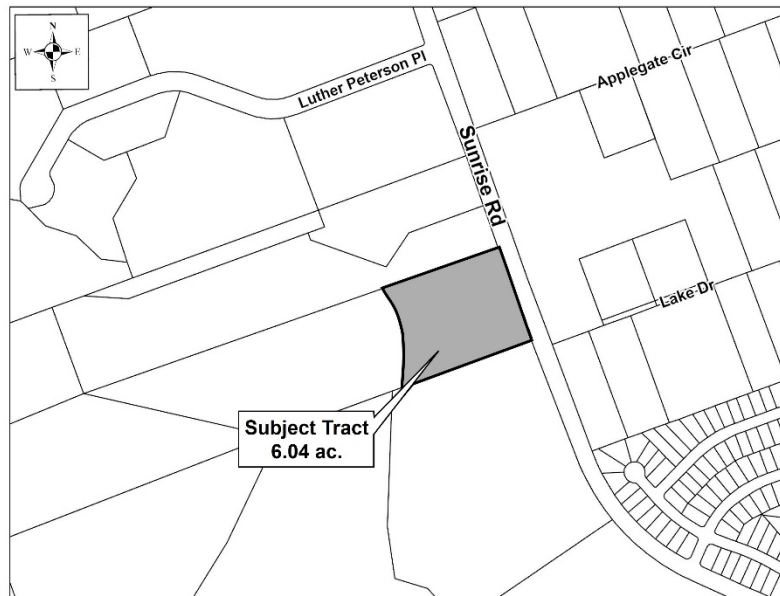 N
W E
S
Luther Peterson Pl
Applegate Cir
Sunrise Rd
Lake Dr
Subject Tract
6.04 ac.